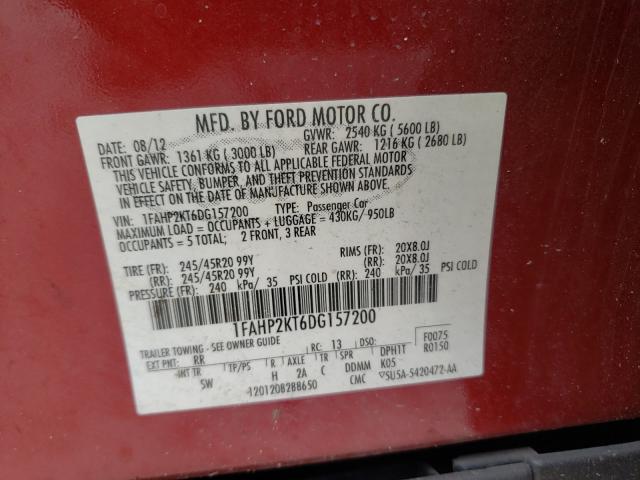 MFD. BY FORD MOTOR CO.
DATE: 08/12 GVWR: 2540 KG ( 5600 LB)
FRONT GAWR: 1361 KG ( 3000 LB) REAR GAWR: 1216 KG ( 2680 LB)
THIS VEHICLE CONFORMS TO ALL APPLICABLE FEDERAL MOTOR
VEHICLE SAFETY, BUMPER, AND THEFT PREVENTION STANDARDS
IN EFFECT ON THE DATE OF MANUFACTURE SHOWN ABOVE.
VIN: 1FAHP2KT6DG157200 TYPE: Passenger Car
MAXIMUM LOAD = OCCUPANTS + LUGGAGE = 430KG/950LB
OCCUPANTS = 5 TOTAL; 2 FRONT, 3 REAR
TIRE (FR): 245/45R20 99Y RIMS (FR): 20X8.0J
(RR): 245/45R20 99Y (RR): 20X8.0J
PRESSURE (FR): 240 kPa/ 35 PSI COLD (RR): 240 kPa/ 35 PSI COLD
1FAHP2KT6DG157200
TRAILER TOWING - SEE OWNER GUIDE F0075
EXT PNT: RR RC: 13 DSO: R0150
INT TR TP/PS R AXLE TR SPR DPH1T
SW H 2A C DDMM K05
1201208288650 CMC 5U5A-5420472-AA